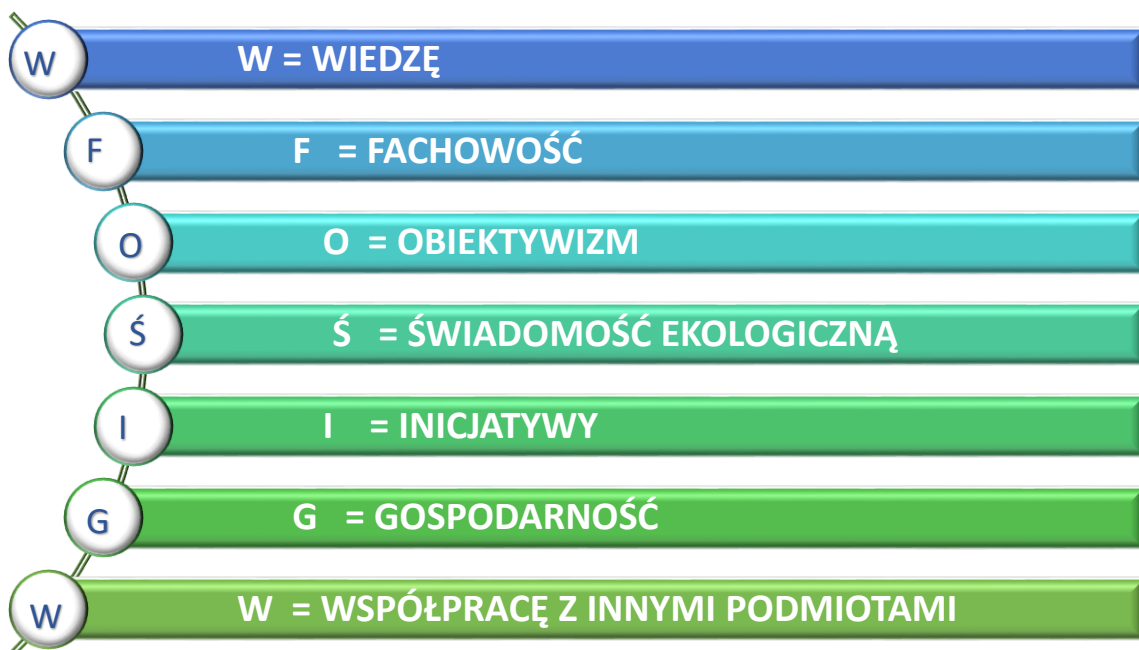 W W = WIEDZĘ
F F = FACHOWOŚĆ
O O = OBIEKTYWIZM
Ś Ś = ŚWIADOMOŚĆ EKOLOGICZNĄ
I I = INICJATYWY
G G = GOSPODARNOŚĆ
W W = WSPÓŁPRACĘ Z INNYMI PODMIOTAMI